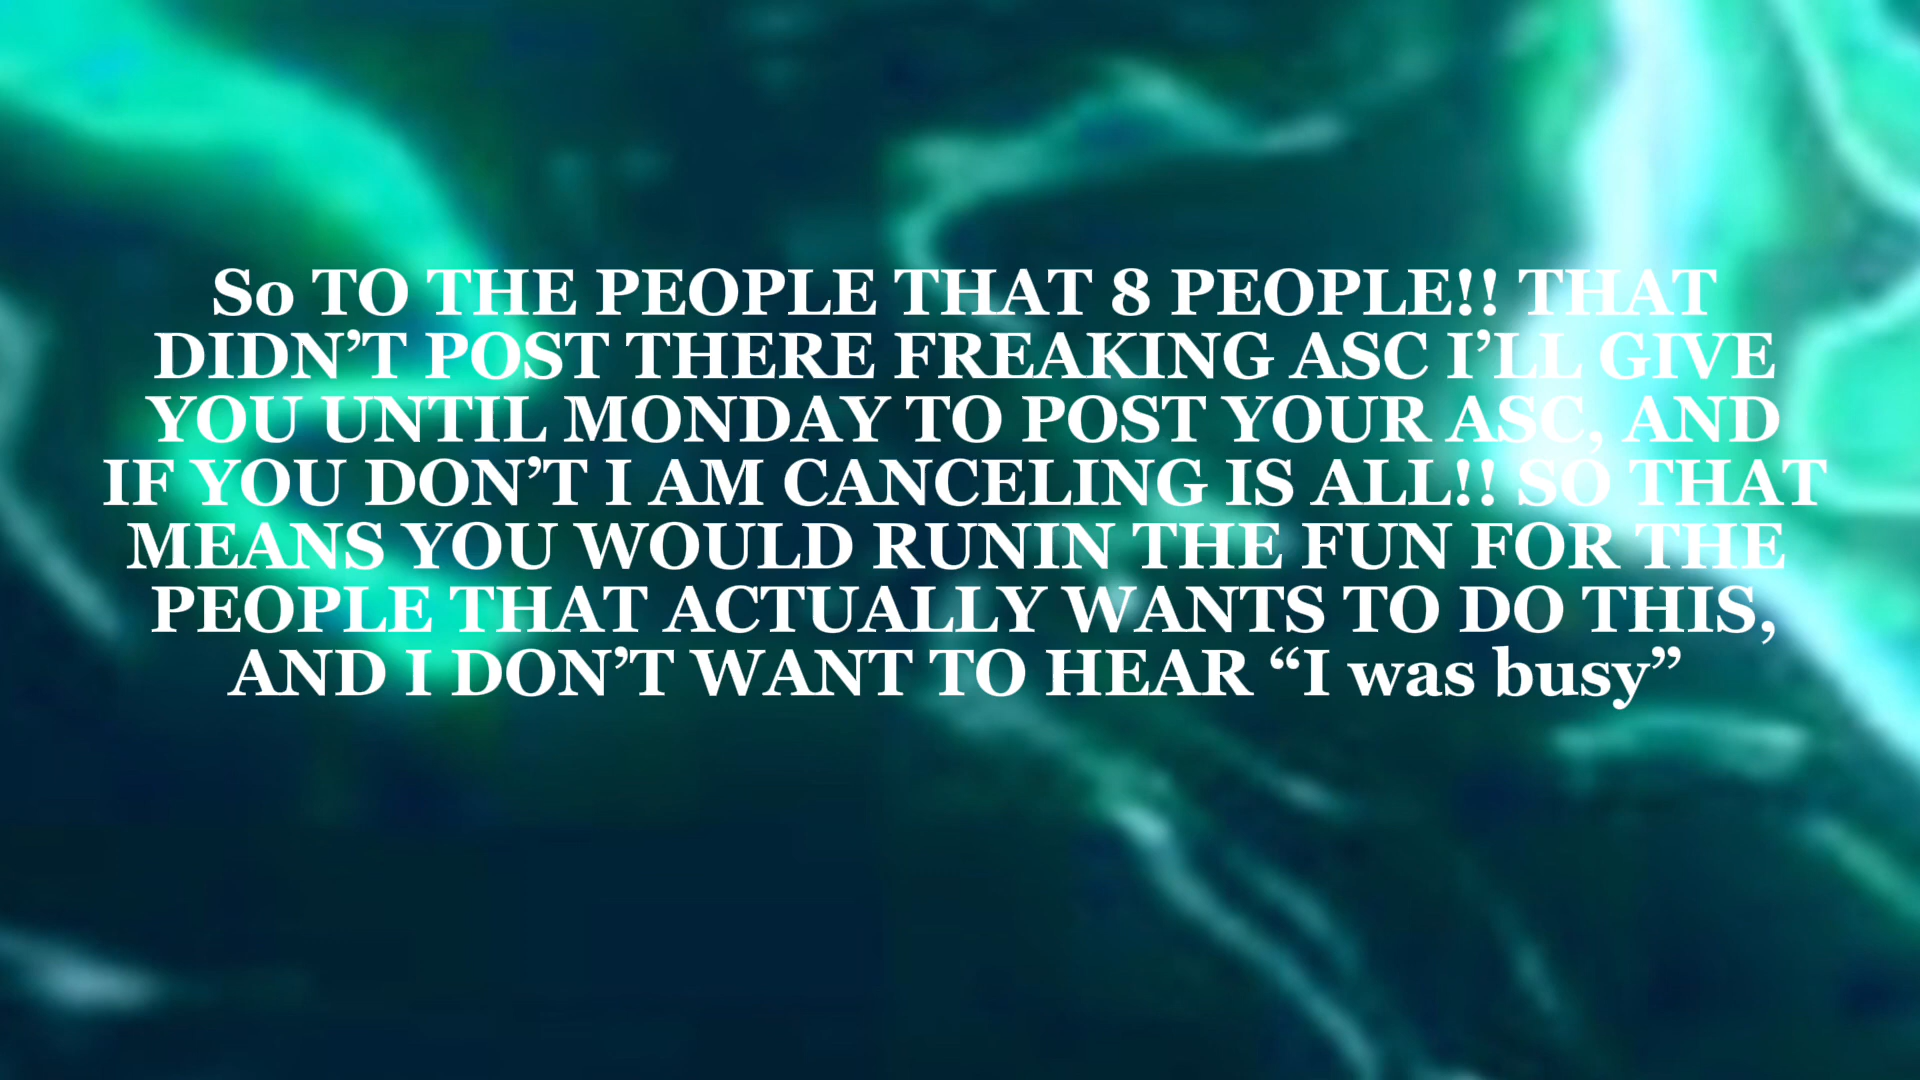 So TO THE PEOPLE THAT 8 PEOPLE!! THAT
DIDN’T POST THERE FREAKING ASC I’LL GIVE
YOU UNTIL MONDAY TO POST YOUR ASC, AND
IF YOU DON’T I AM CANCELING IS ALL!! SO THAT
MEANS YOU WOULD RUNIN THE FUN FOR THE
PEOPLE THAT ACTUALLY WANTS TO DO THIS,
AND I DON’T WANT TO HEAR “I was busy”